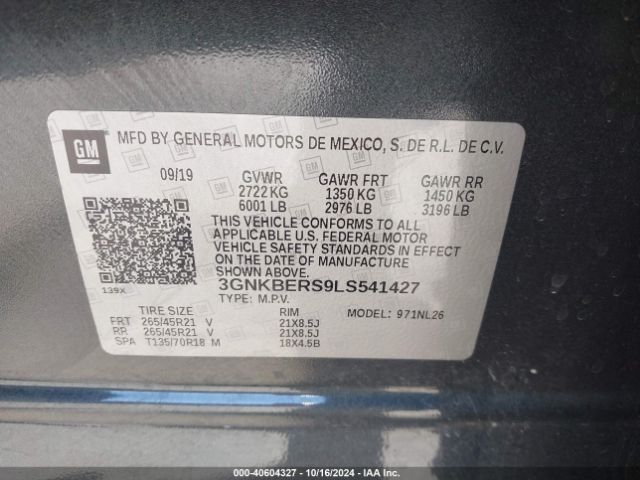 GM
MFD BY GENERAL MOTORS DE MEXICO, S. DE R.L. DE C.V.
09/19 GVWR GAWR FRT GAWR RR
2722 KG 1350 KG 1450 KG
6001 LB 2976 LB 3196 LB
THIS VEHICLE CONFORMS TO ALL
APPLICABLE U.S. FEDERAL MOTOR
VEHICLE SAFETY STANDARDS IN EFFECT
ON THE DATE OF MANUFACTURE
SHOWN ABOVE.
139X 3GNKBERS9LS541427
TYPE: M.P.V.
TIRE SIZE RIM MODEL: 971NL26
FRT 265/45R21 V 21X8.5J
RR 265/45R21 V 21X8.5J
SPA T135/70R18 M 18X4.5B
000-40604327 - 10/16/2024 - IAA Inc.